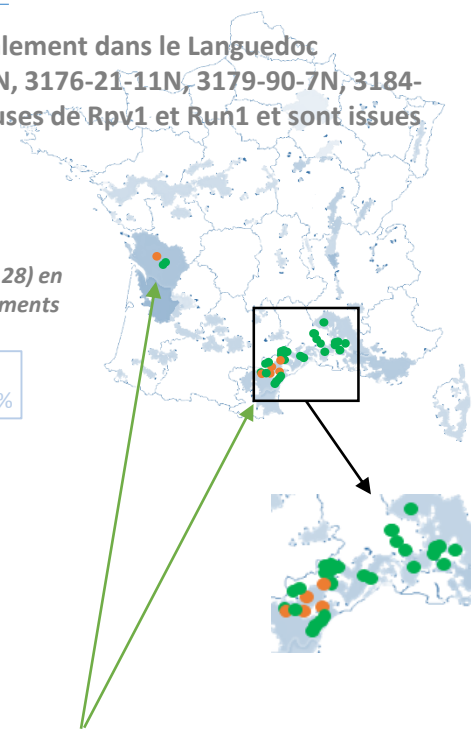 lement dans le Languedoc
N, 3176-21-11N, 3179-90-7N, 3184-
uses de Rpv1 et Run1 et sont issues
28) en
ments
%